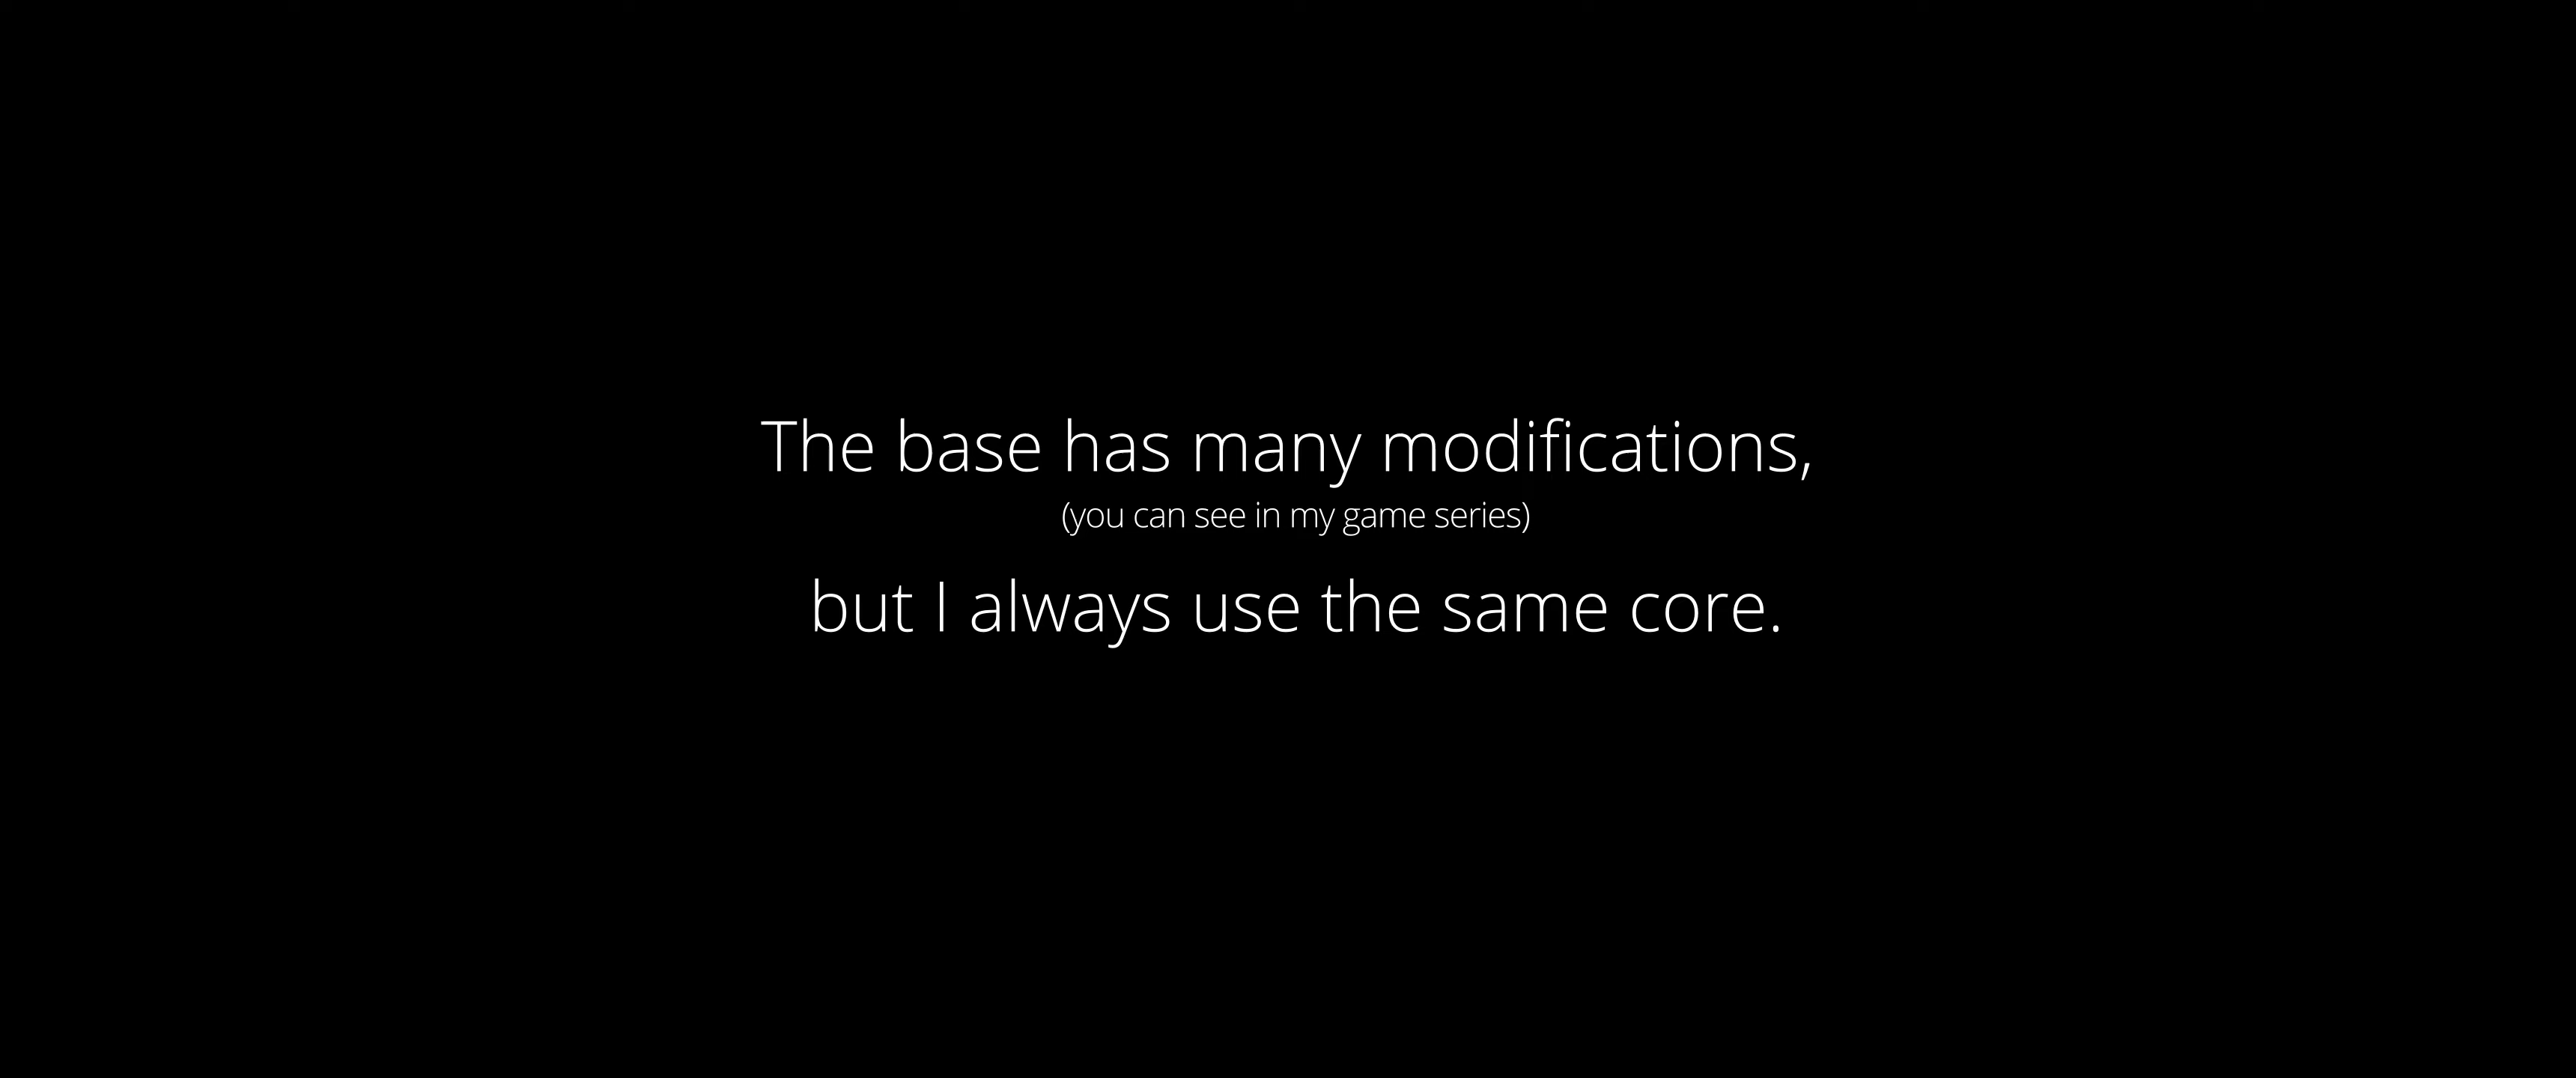 The base has many modifications,
(you can see in my game series)
but I always use the same core.